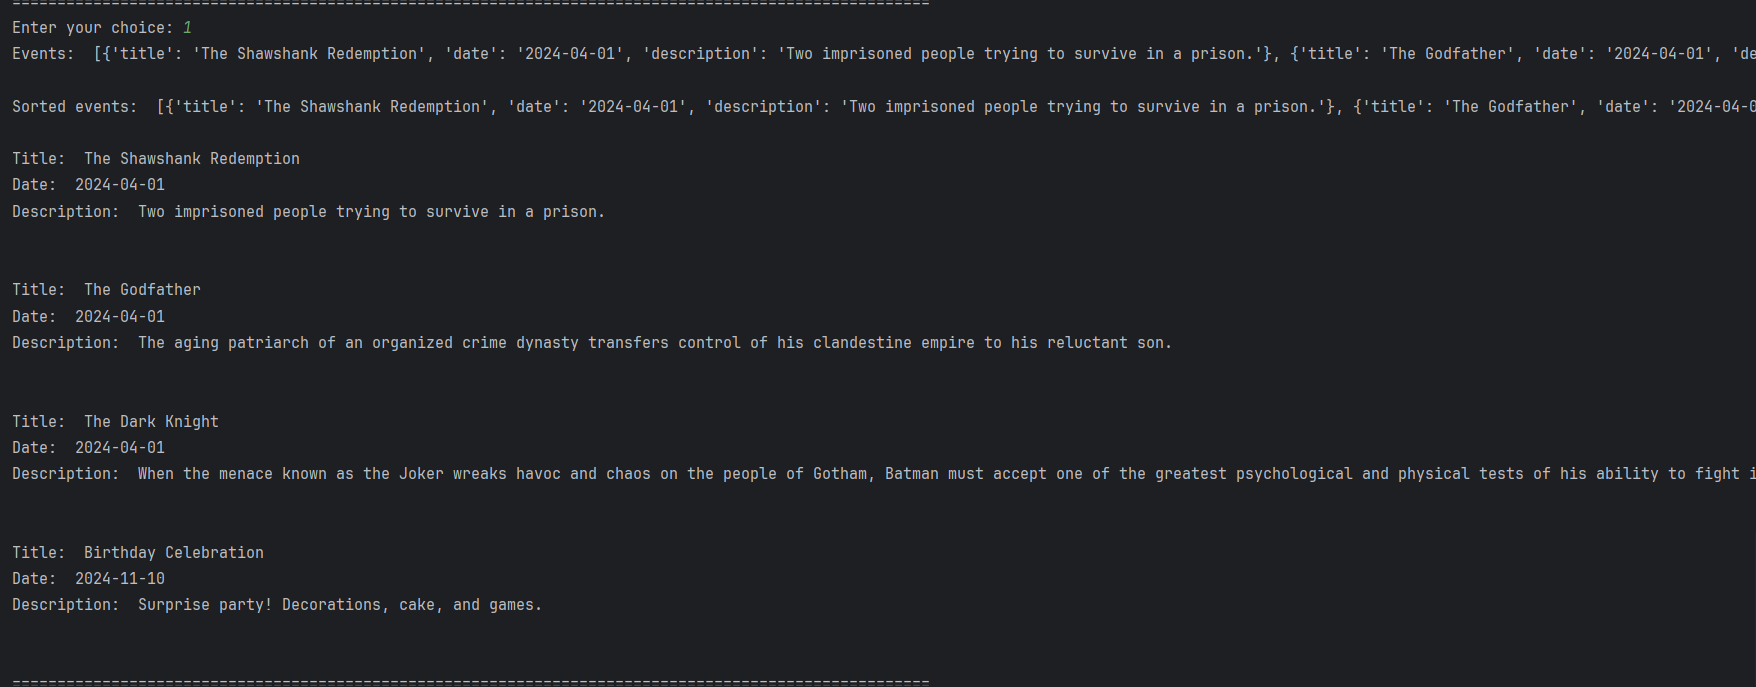 ======================================================================================================
Enter your choice: 1
Events:  [{'title': 'The Shawshank Redemption', 'date': '2024-04-01', 'description': 'Two imprisoned people trying to survive in a prison.'}, {'title': 'The Godfather', 'date': '2024-04-01', 'de
Sorted events:  [{'title': 'The Shawshank Redemption', 'date': '2024-04-01', 'description': 'Two imprisoned people trying to survive in a prison.'}, {'title': 'The Godfather', 'date': '2024-04-0
Title:  The Shawshank Redemption
Date:  2024-04-01
Description:  Two imprisoned people trying to survive in a prison.
Title:  The Godfather
Date:  2024-04-01
Description:  The aging patriarch of an organized crime dynasty transfers control of his clandestine empire to his reluctant son.
Title:  The Dark Knight
Date:  2024-04-01
Description:  When the menace known as the Joker wreaks havoc and chaos on the people of Gotham, Batman must accept one of the greatest psychological and physical tests of his ability to fight i
Title:  Birthday Celebration
Date:  2024-11-10
Description:  Surprise party! Decorations, cake, and games.
======================================================================================================